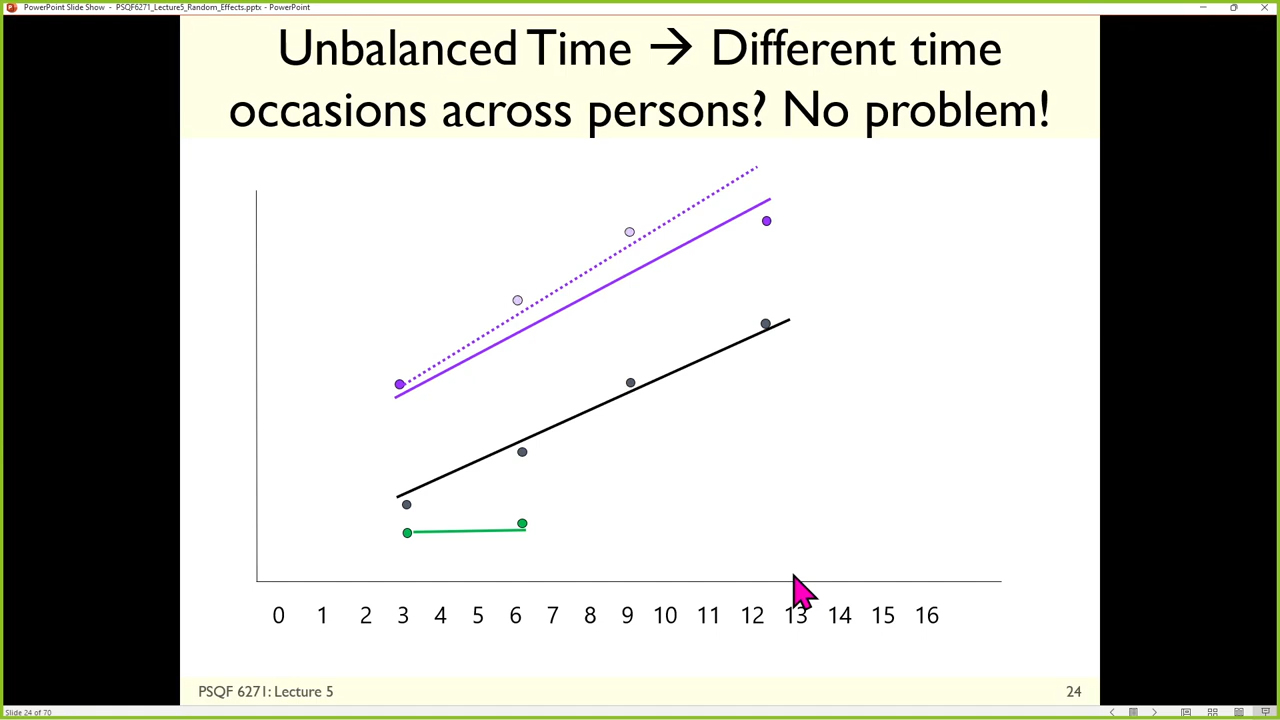 PowerPoint Slide Show - PSQF6271_Lecture5_Random_Effects.pptx - PowerPoint
Unbalanced Time → Different time
occasions across persons? No problem!
0 1 2 3 4 5 6 7 8 9 10 11 12 13 14 15 16
PSQF 6271: Lecture 5 24
Slide 24 of 70